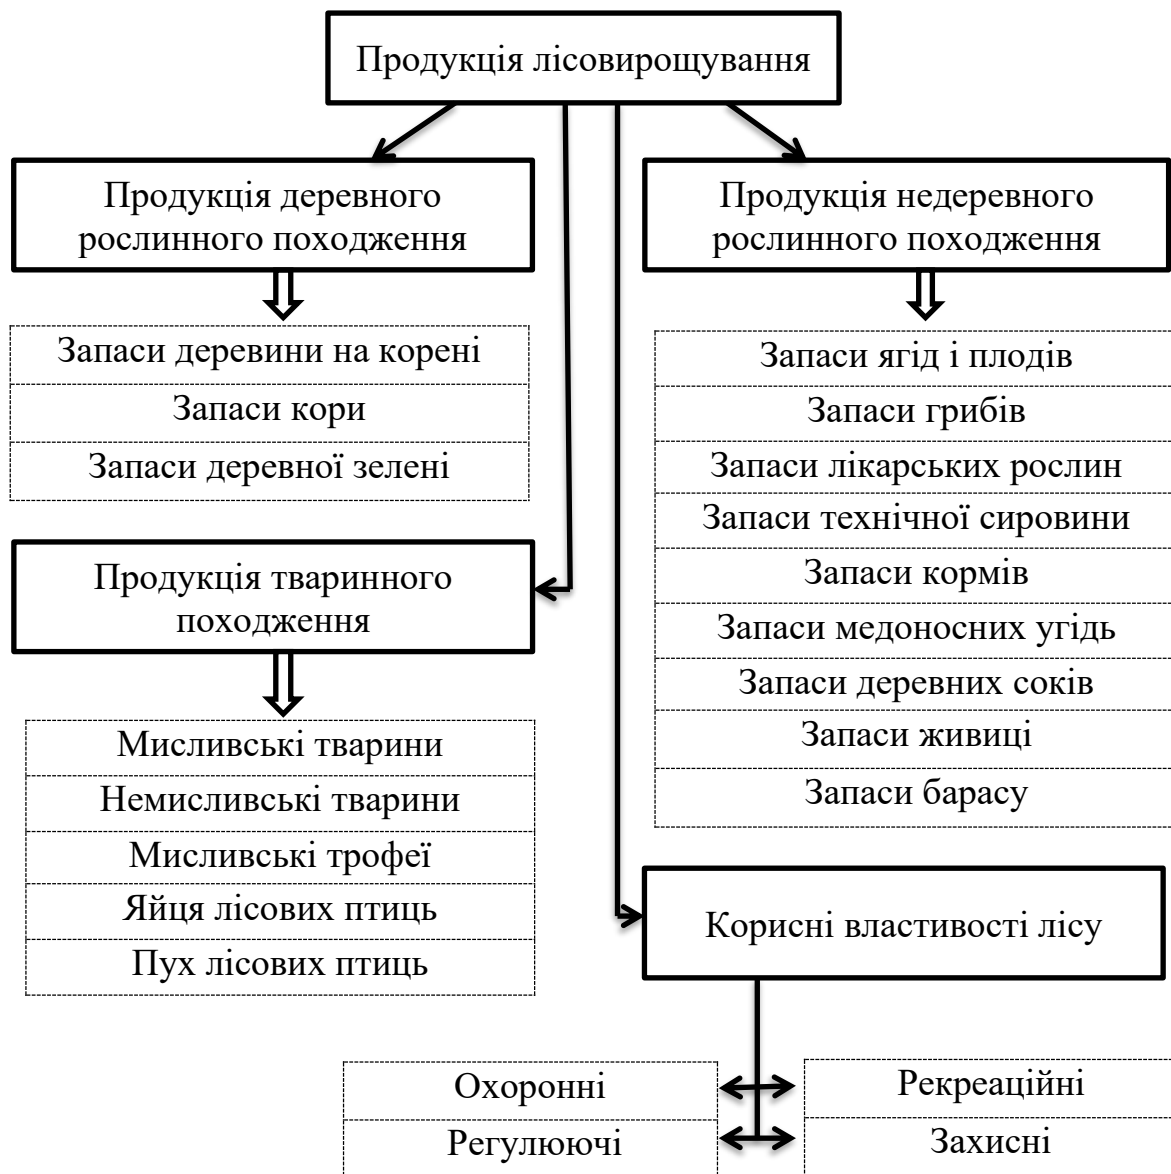 Продукція лісовирощування
Продукція деревного
рослинного походження
Запаси деревини на корені
Запаси кори
Запаси деревної зелені
Продукція тваринного
походження
Мисливські тварини
Немисливські тварини
Мисливські трофеї
Яйця лісових птиць
Пух лісових птиць
Продукція недеревного
рослинного походження
Запаси ягід і плодів
Запаси грибів
Запаси лікарських рослин
Запаси технічної сировини
Запаси кормів
Запаси медоносних угідь
Запаси деревних соків
Запаси живиці
Запаси барасу
Корисні властивості лісу
Охоронні
Регулюючі
Рекреаційні
Захисні